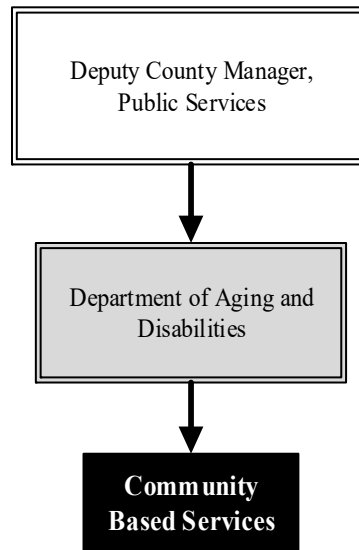 Deputy County Manager,
Public Services
Department of Aging and
Disabilities
Community
Based Services